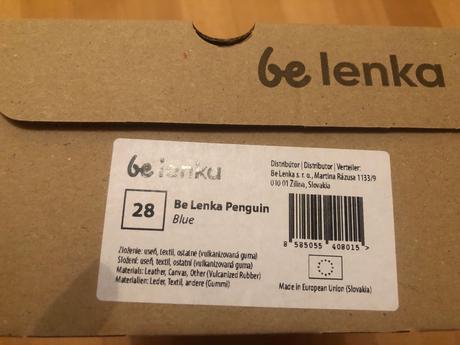 be lenka
be lenka
Distribútor | Distributor | Verteiler:
Be Lenka s. r. o., Martina Rázusa 1133/9
010 01 Žilina, Slovakia
28
Be Lenka Penguin
Blue
8 585055 408015 >
Zloženie: useň, textil, ostatné (vulkanizovaná guma)
Složení: useň, textil, ostatní (vulkanizovaná guma)
Materials: Leather, Canvas, Other (Vulcanized Rubber)
Materialien: Leder, Textil, andere (Gummi)
Made in European Union (Slovakia)